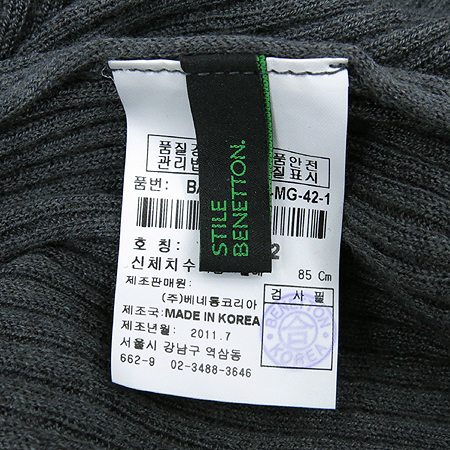 STILE
BENETTON.
품질경
관리법
품안전
질표시
품번: BA MG-42-1
호 칭: 2
신체치수 85 Cm
제조판매원:
(주)베네통코리아
검 사 필
제조국: MADE IN KOREA
제조년월 2011.7
서울시 강남구 역삼동
662-9 02-3488-3646
BENETTON
合
KOREA